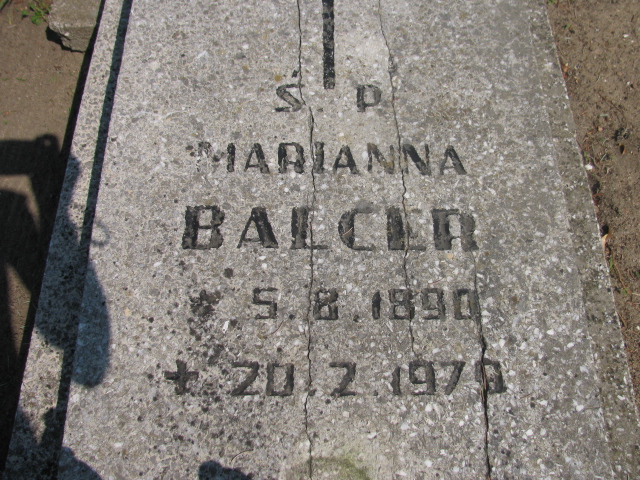 Ś. P.
MARIANNA
BALCER
* 5.8.1890
+ 20.2.1970